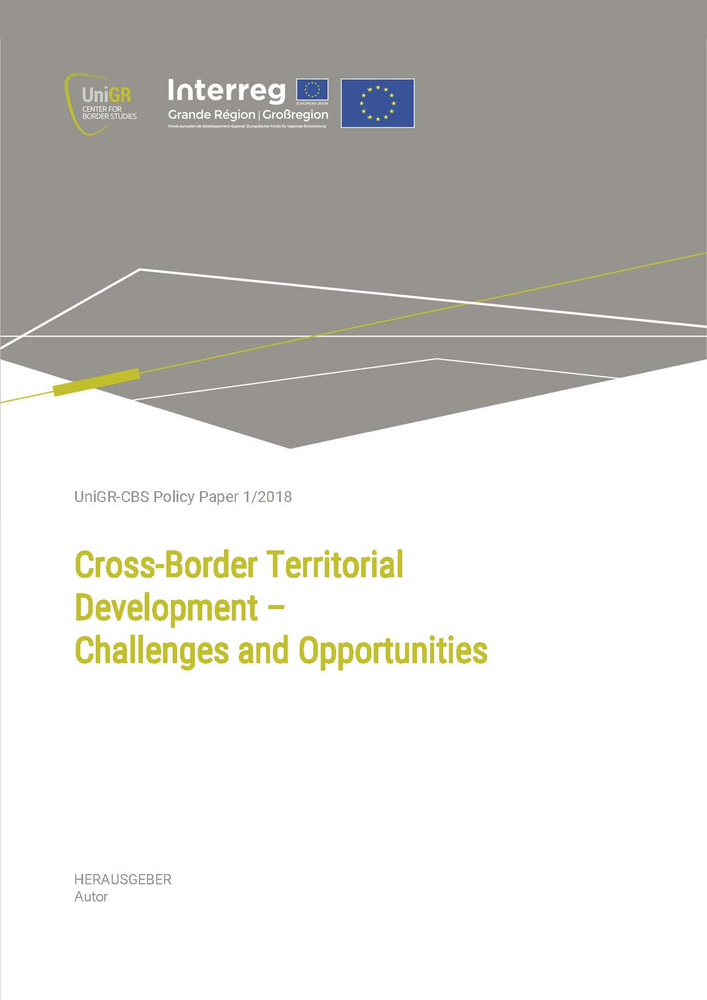 UniGR
CENTER FOR
BORDER STUDIES
Interreg
EUROPEAN UNION
Grande Région | Großregion
Fonds européen de développement régional | Europäischer Fonds für regionale Entwicklung
UniGR-CBS Policy Paper 1/2018
Cross-Border Territorial
Development –
Challenges and Opportunities
HERAUSGEBER
Autor